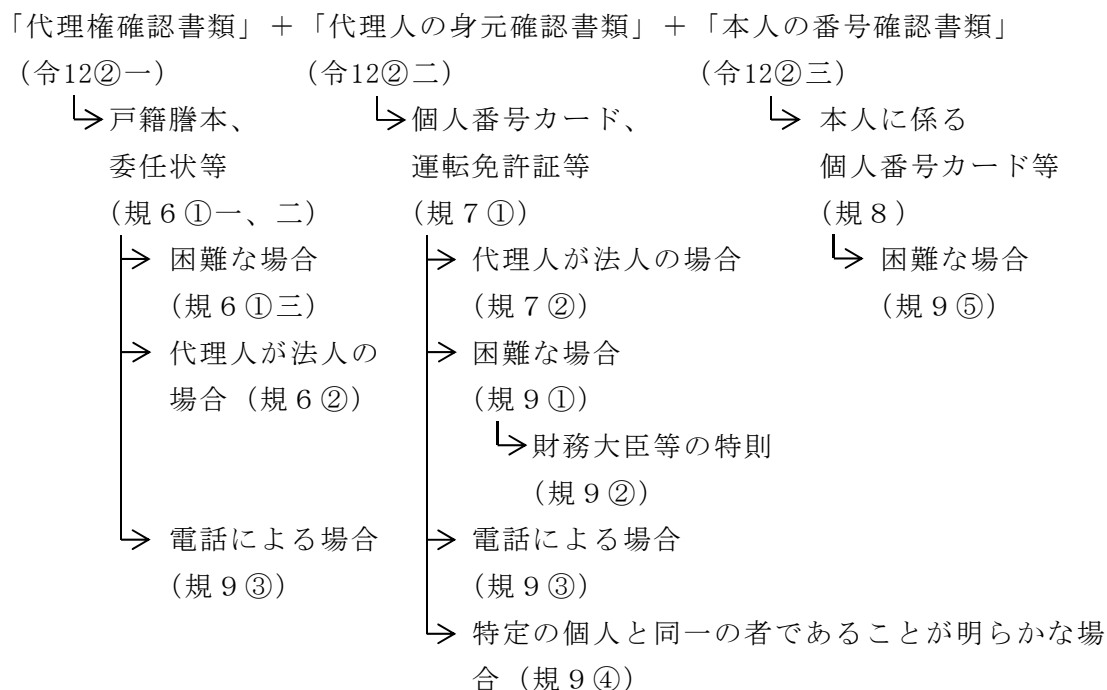 「代理権確認書類」＋「代理人の身元確認書類」＋「本人の番号確認書類」
（令12②一）　（令12②二）　（令12②三）
戸籍謄本、　個人番号カード、　本人に係る
委任状等　運転免許証等　個人番号カード等
（規６①一、二）　（規７①）　（規８）
困難な場合　代理人が法人の場合　困難な場合
（規６①三）　（規７②）　（規９⑤）
代理人が法人の　困難な場合
場合（規６②）　（規９①）
財務大臣等の特則
（規９②）
電話による場合　電話による場合
（規９③）　（規９③）
特定の個人と同一の者であることが明らかな場
合（規９④）